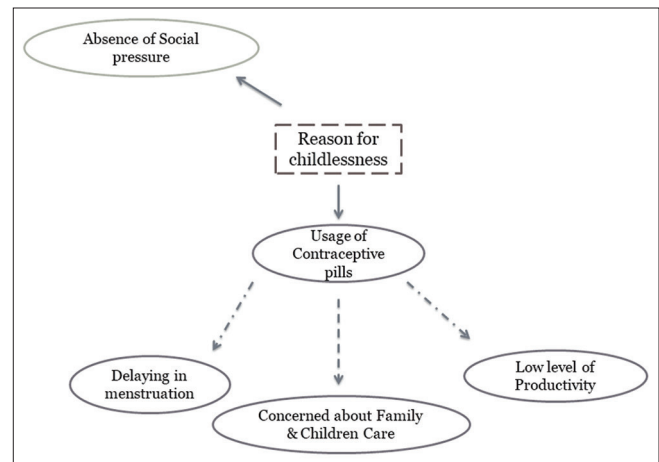 Absence of Social
pressure
Reason for
childlessness
Usage of
Contraceptive
pills
Delaying in
menstruation
Concerned about Family
& Children Care
Low level of
Productivity